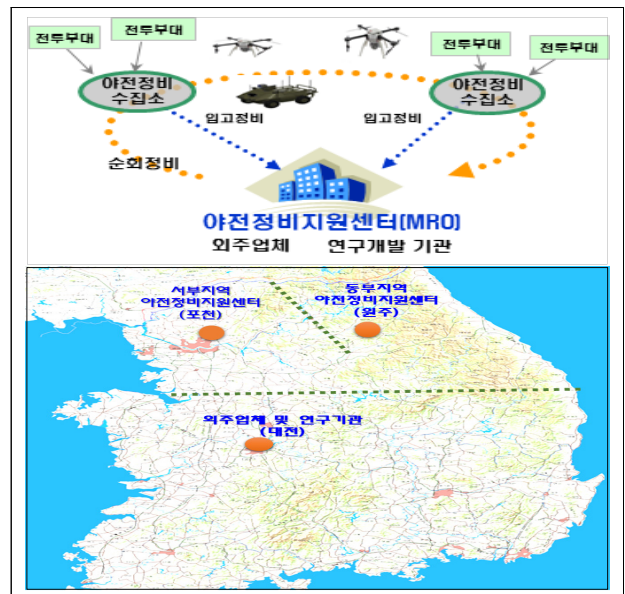 전투부대
전투부대
전투부대
전투부대
야전정비
수집소
야전정비
수집소
입고정비
입고정비
순회정비
야전정비지원센터(MRO)
외주업체 연구개발 기관
서부지역
야전정비지원센터
(포천)
동부지역
야전정비지원센터
(원주)
외주업체 및 연구기관
(대전)